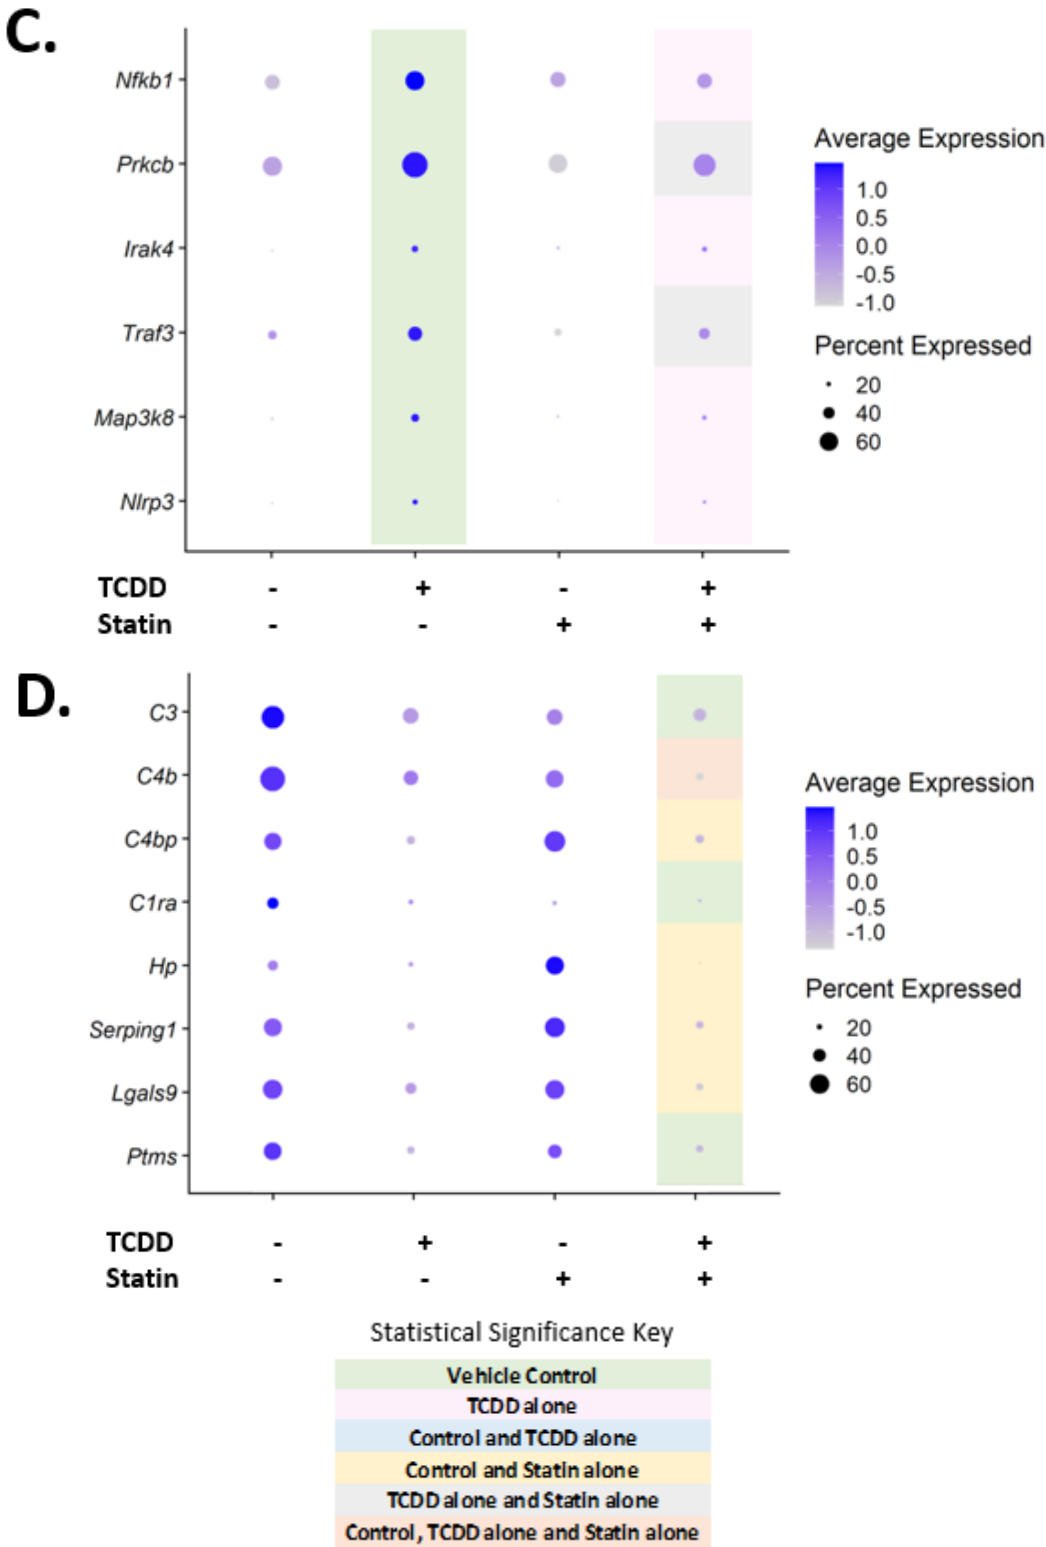 C.
Nfkb1
Prkcb
Irak4
Traf3
Map3k8
Nlrp3
Average Expression
1.0
0.5
0.0
-0.5
-1.0
Percent Expressed
20
40
60
TCDD - + - +
Statin - - + +
D.
C3
C4b
C4bp
C1ra
Hp
Serping1
Lgals9
Ptms
Average Expression
1.0
0.5
0.0
-0.5
-1.0
Percent Expressed
20
40
60
TCDD - + - +
Statin - - + +
Statistical Significance Key
Vehicle Control
TCDD alone
Control and TCDD alone
Control and Statin alone
TCDD alone and Statin alone
Control, TCDD alone and Statin alone